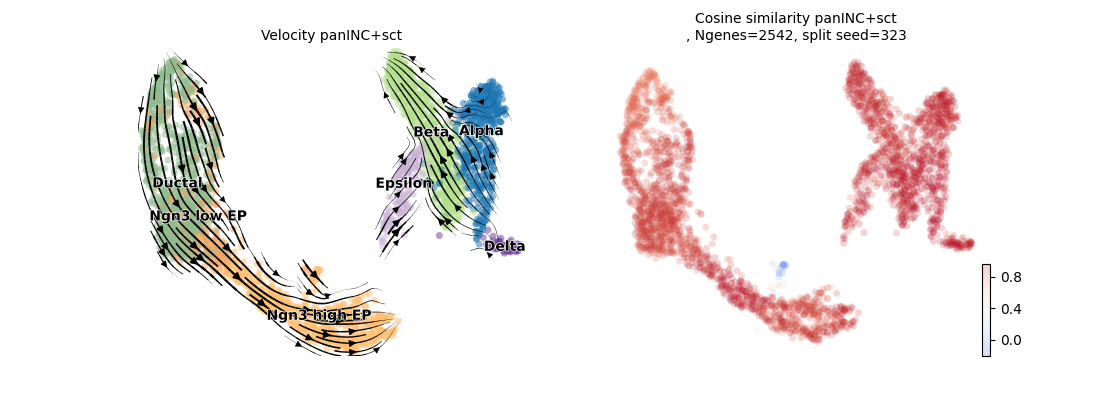 Velocity panINC+sct
Beta
Alpha
Epsilon
Ductal
Ngn3 low EP
Delta
Ngn3 high EP
Cosine similarity panINC+sct
, Ngenes=2542, split seed=323
0.8
0.4
0.0